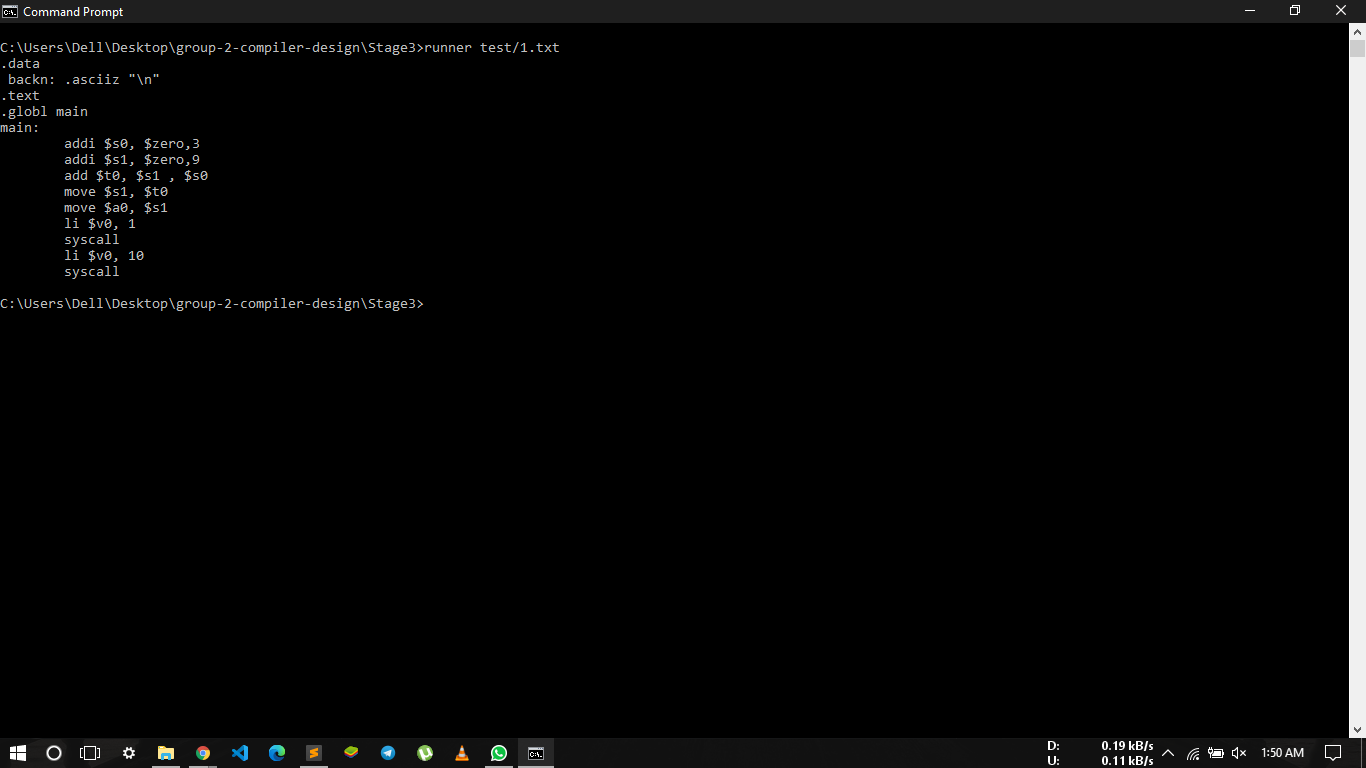 Command Prompt
C:\Users\Dell\Desktop\group-2-compiler-design\Stage3>runner test/1.txt
.data
 backn: .asciiz "\n"
.text
.globl main
main:
        addi $s0, $zero,3
        addi $s1, $zero,9
        add $t0, $s1 , $s0
        move $s1, $t0
        move $a0, $s1
        li $v0, 1
        syscall
        li $v0, 10
        syscall
C:\Users\Dell\Desktop\group-2-compiler-design\Stage3>
D: 0.19 kB/s
U: 0.11 kB/s
1:50 AM